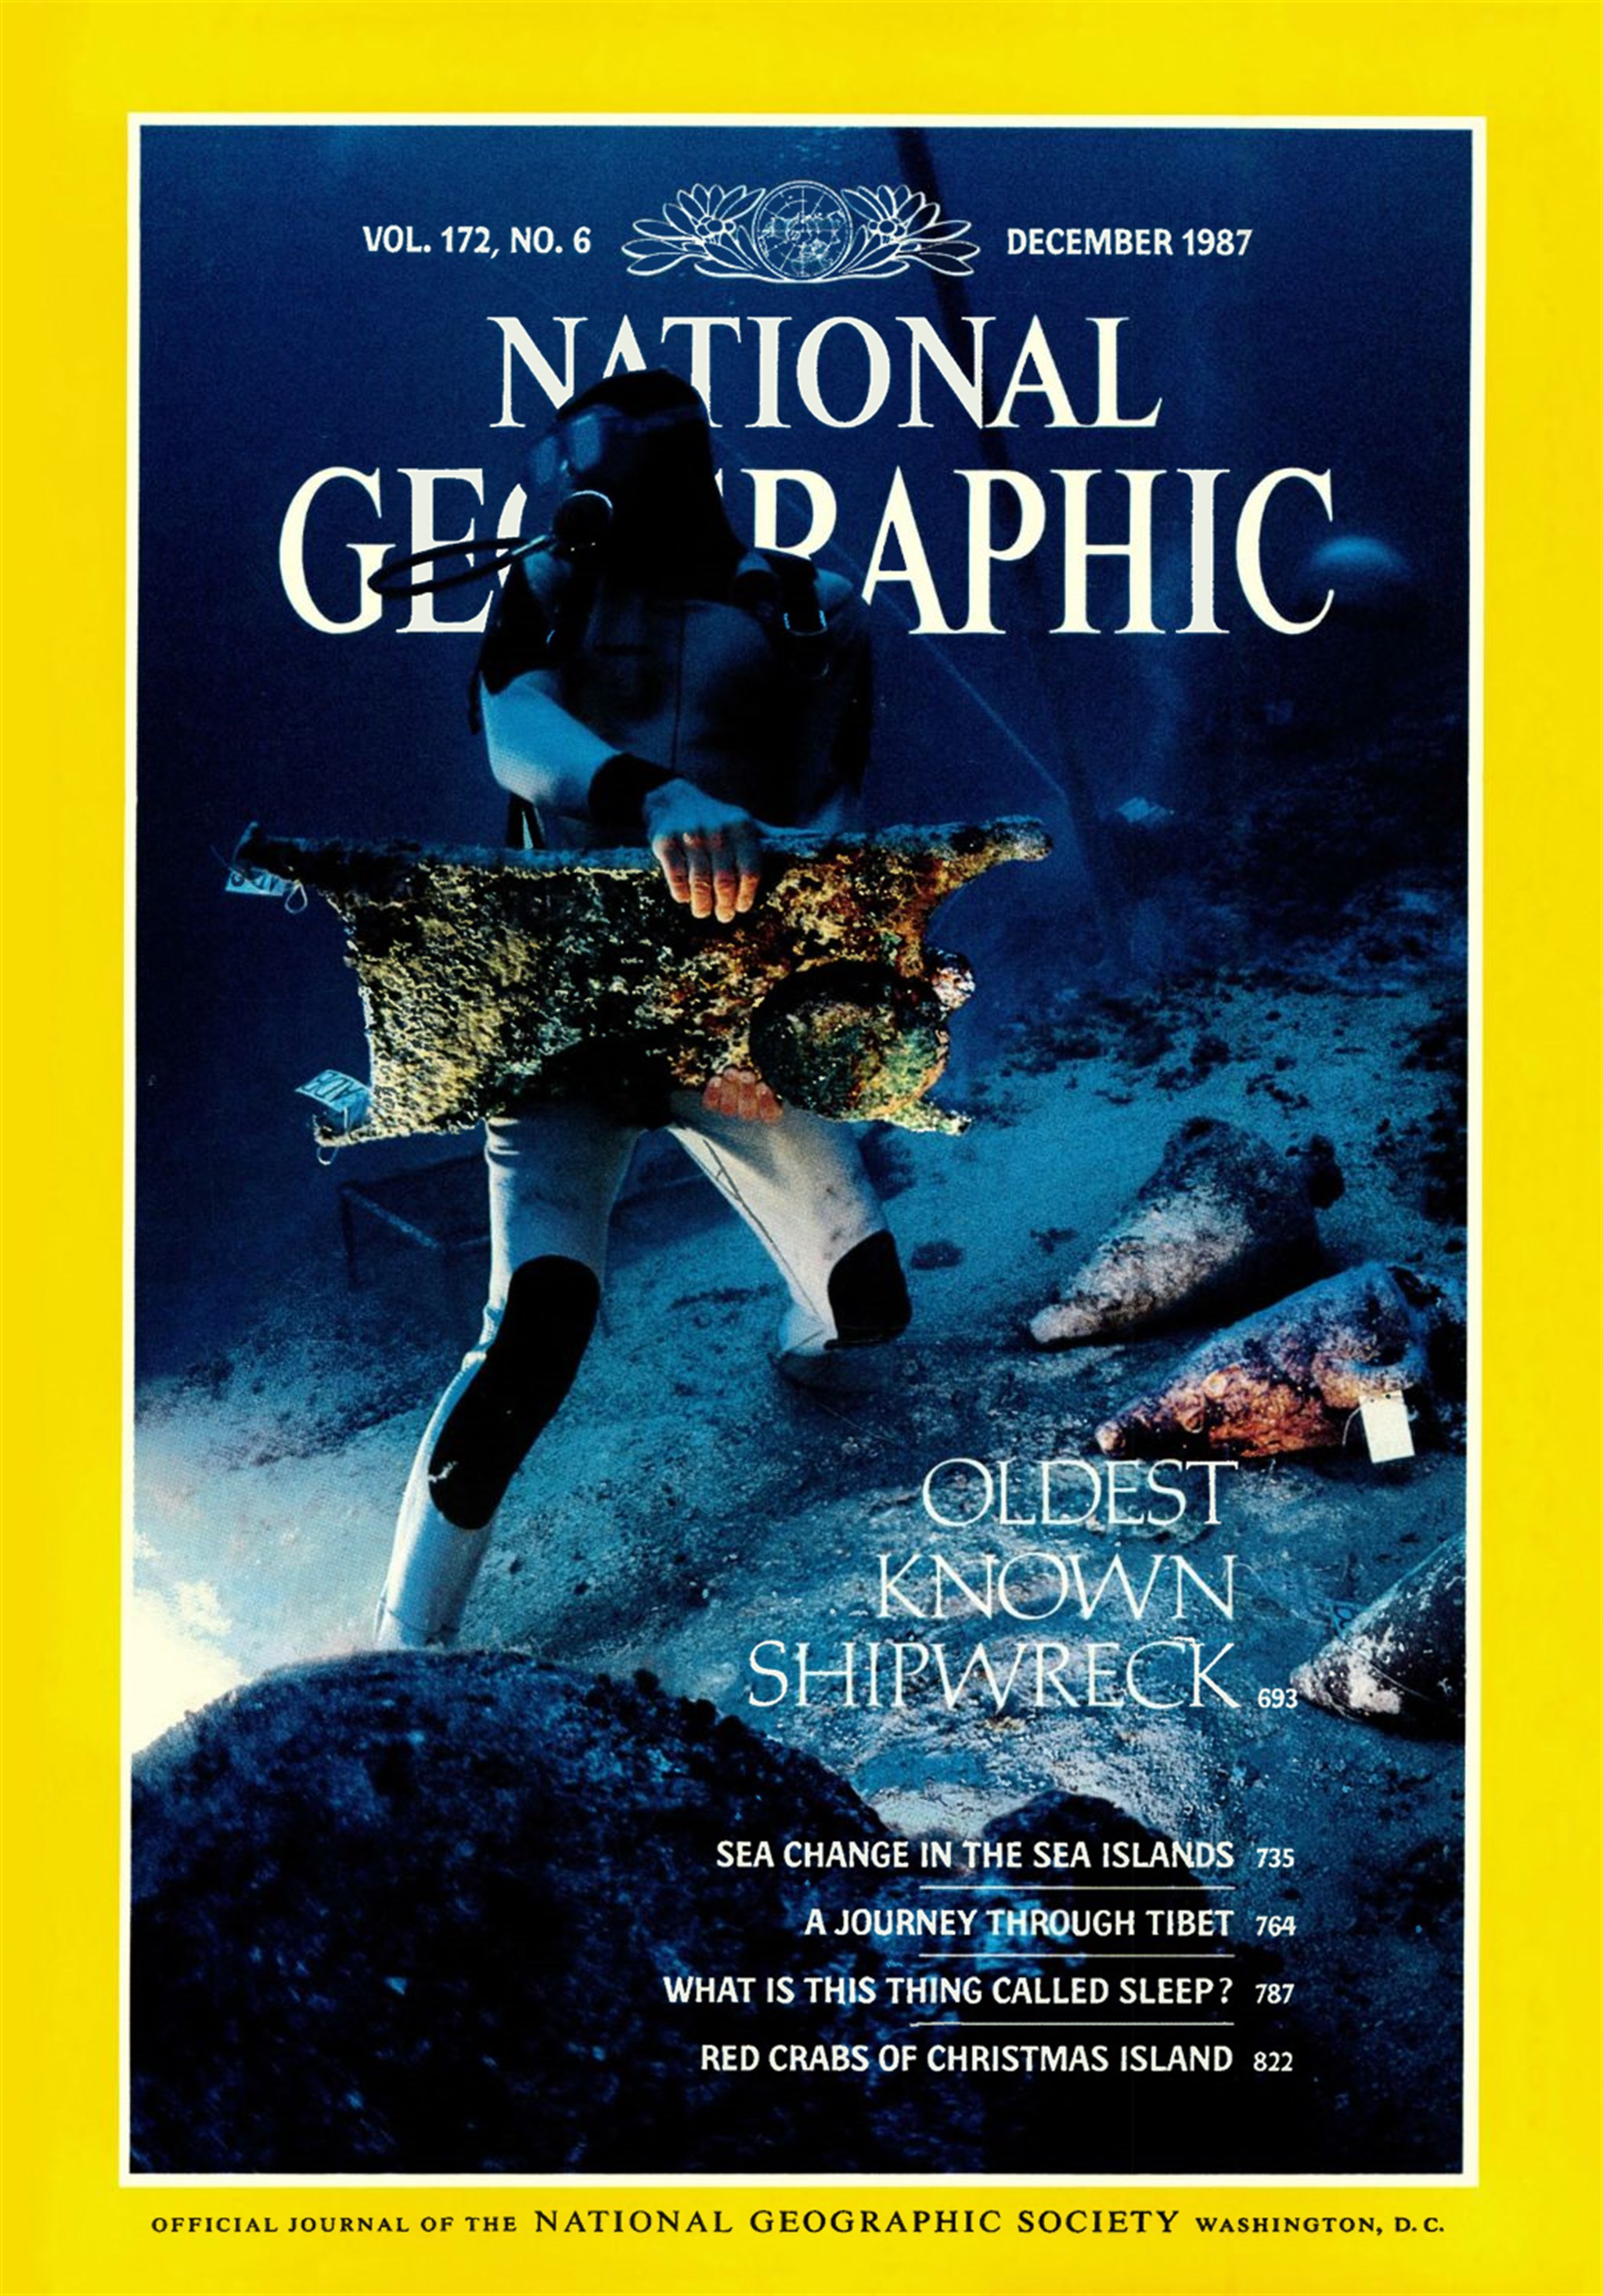 VOL. 172, NO. 6
DECEMBER 1987
NATIONAL
GEOGRAPHIC
OLDEST
KNOWN
SHIPWRECK 693
SEA CHANGE IN THE SEA ISLANDS 735
A JOURNEY THROUGH TIBET 764
WHAT IS THIS THING CALLED SLEEP? 787
RED CRABS OF CHRISTMAS ISLAND 822
OFFICIAL JOURNAL OF THE NATIONAL GEOGRAPHIC SOCIETY WASHINGTON, D.C.